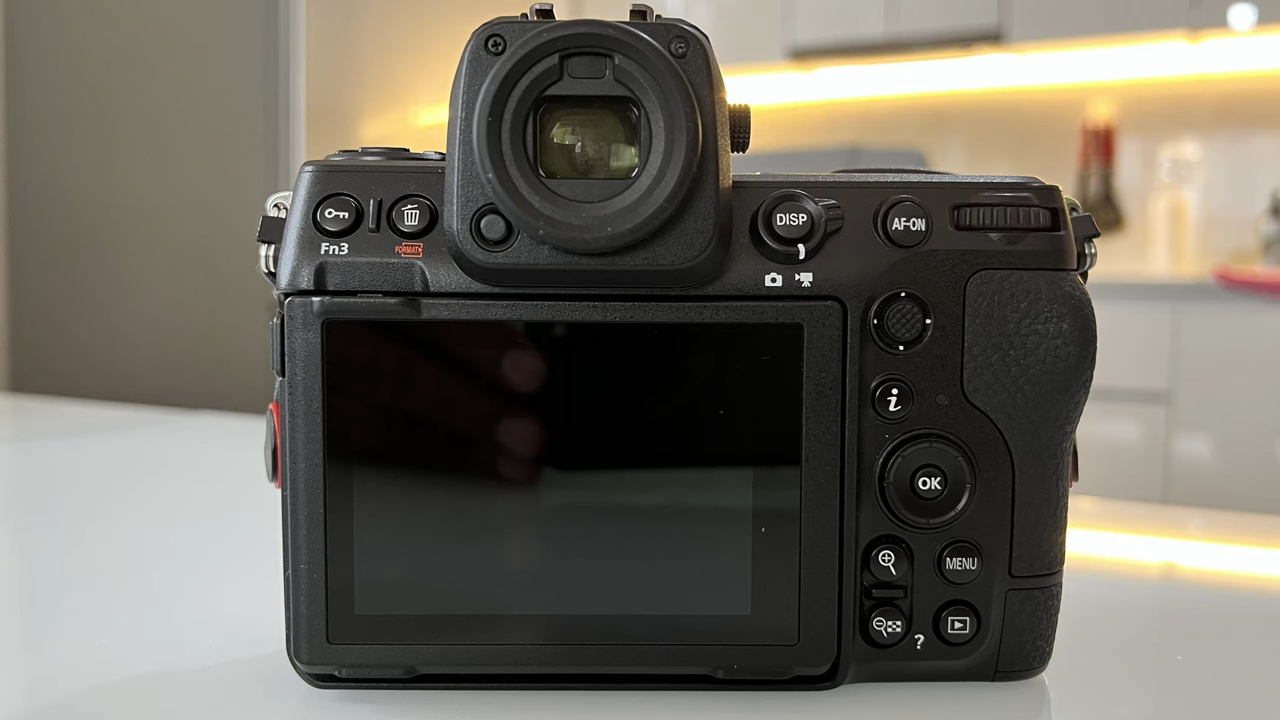 Fn3
FORMAT
DISP
AF-ON
i
OK
MENU
?